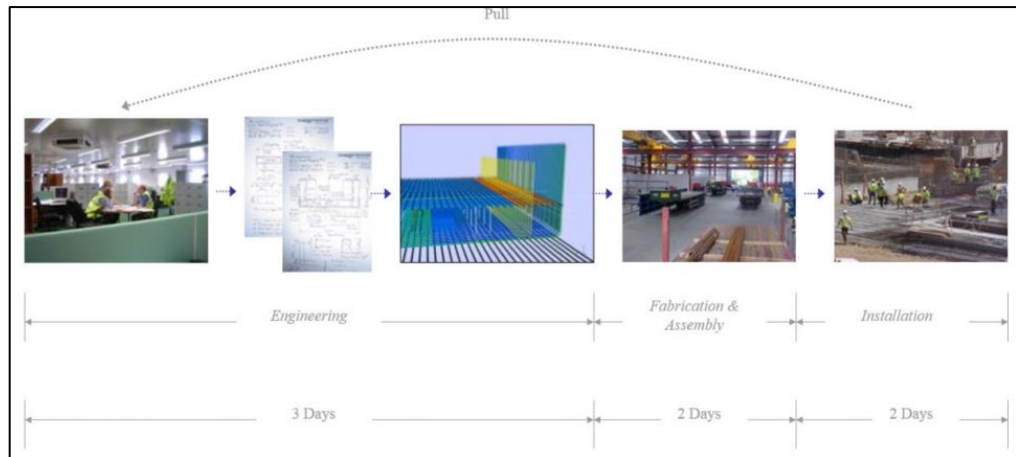 Pull
Engineering
Fabrication &
Assembly
Installation
3 Days
2 Days
2 Days